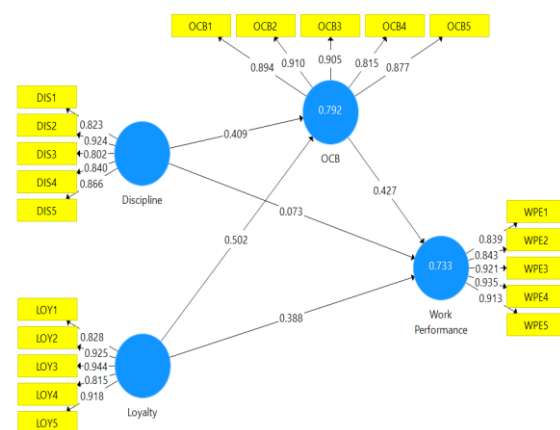 OCB1 OCB2 OCB3 OCB4 OCB5
0.894 0.910 0.905 0.815 0.877
0.792
OCB
DIS1
DIS2
DIS3
DIS4
DIS5
0.823
0.924
0.802
0.840
0.866
Discipline
0.409
0.073
0.427
0.502
0.388
LOY1
LOY2
LOY3
LOY4
LOY5
0.828
0.925
0.944
0.815
0.918
Loyalty
0.733
Work
Performance
0.839
0.843
0.921
0.935
0.913
WPE1
WPE2
WPE3
WPE4
WPE5